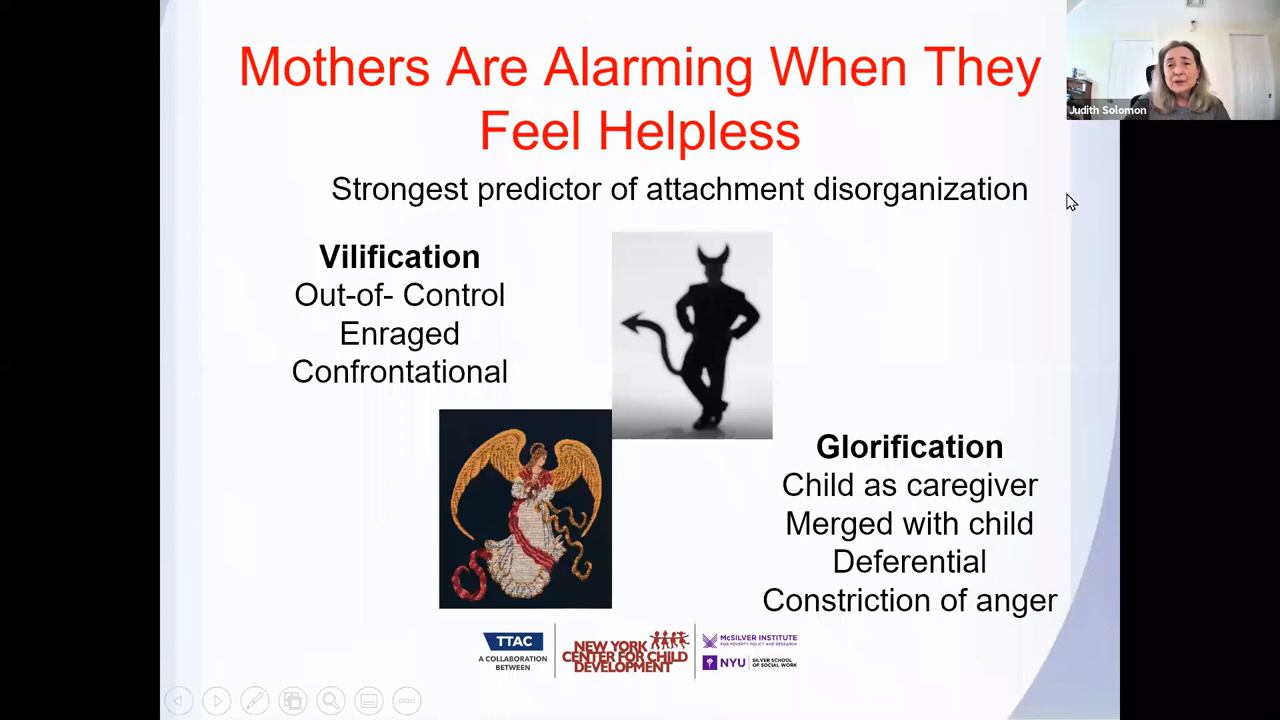 Mothers Are Alarming When They
Feel Helpless
Judith Solomon
Strongest predictor of attachment disorganization
Vilification
Out-of- Control
Enraged
Confrontational
Glorification
Child as caregiver
Merged with child
Deferential
Constriction of anger
TTAC
A COLLABORATION
BETWEEN
NEW YORK
CENTER FOR CHILD
DEVELOPMENT
McSILVER INSTITUTE
FOR POVERTY POLICY AND RESEARCH
NYU
SILVER SCHOOL
OF SOCIAL WORK